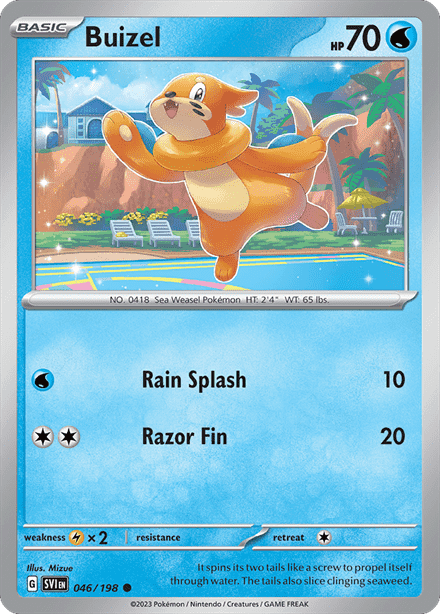 BASIC Buizel HP 70
NO. 0418 Sea Weasel Pokémon HT: 2'4" WT: 65 lbs.
Rain Splash 10
Razor Fin 20
weakness ×2 resistance retreat
Illus. Mizue
It spins its two tails like a screw to propel itself
G SVI EN 046/198
through water. The tails also slice clinging seaweed.
©2023 Pokémon / Nintendo / Creatures / GAME FREAK